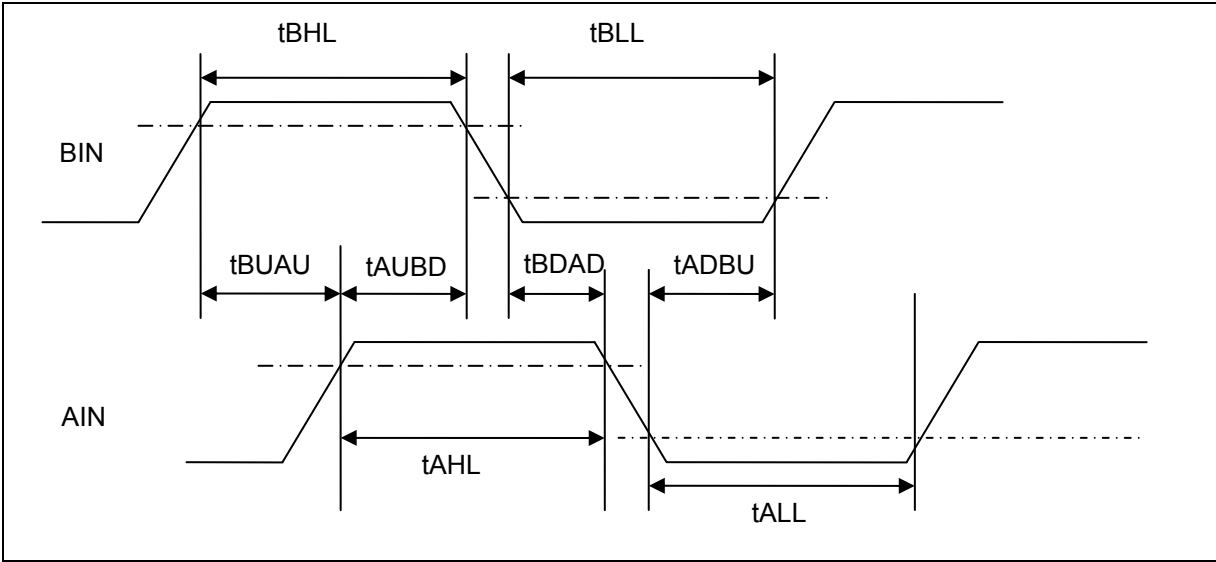 tBHL
tBLL
BIN
tBUAU
tAUBD
tBDAD
tADBU
AIN
tAHL
tALL